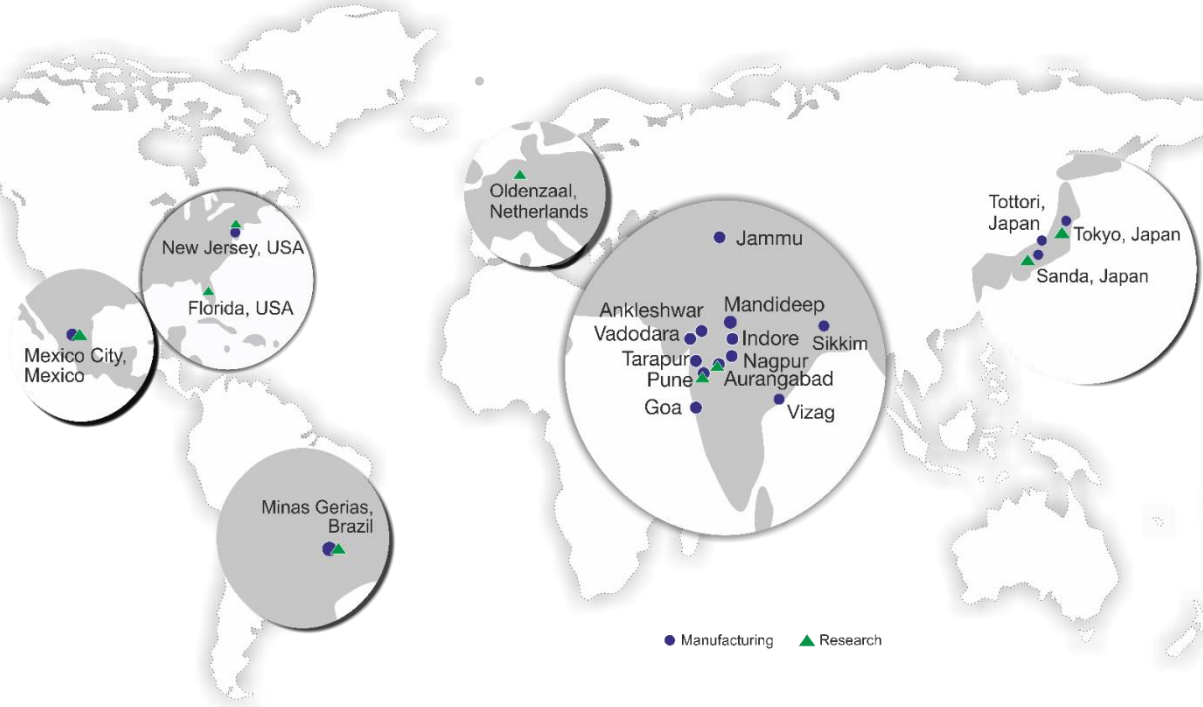 New Jersey, USA
Florida, USA
Mexico City,
Mexico
Minas Gerias,
Brazil
Oldenzaal,
Netherlands
Jammu
Ankleshwar
Mandideep
Vadodara
Indore
Sikkim
Tarapur
Nagpur
Pune
Aurangabad
Goa
Vizag
Tottori,
Japan
Tokyo, Japan
Sanda, Japan
Manufacturing
Research